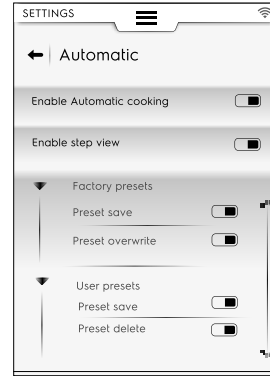 SETTINGS
Automatic
Enable Automatic cooking
Enable step view
Factory presets
Preset save
Preset overwrite
User presets
Preset save
Preset delete